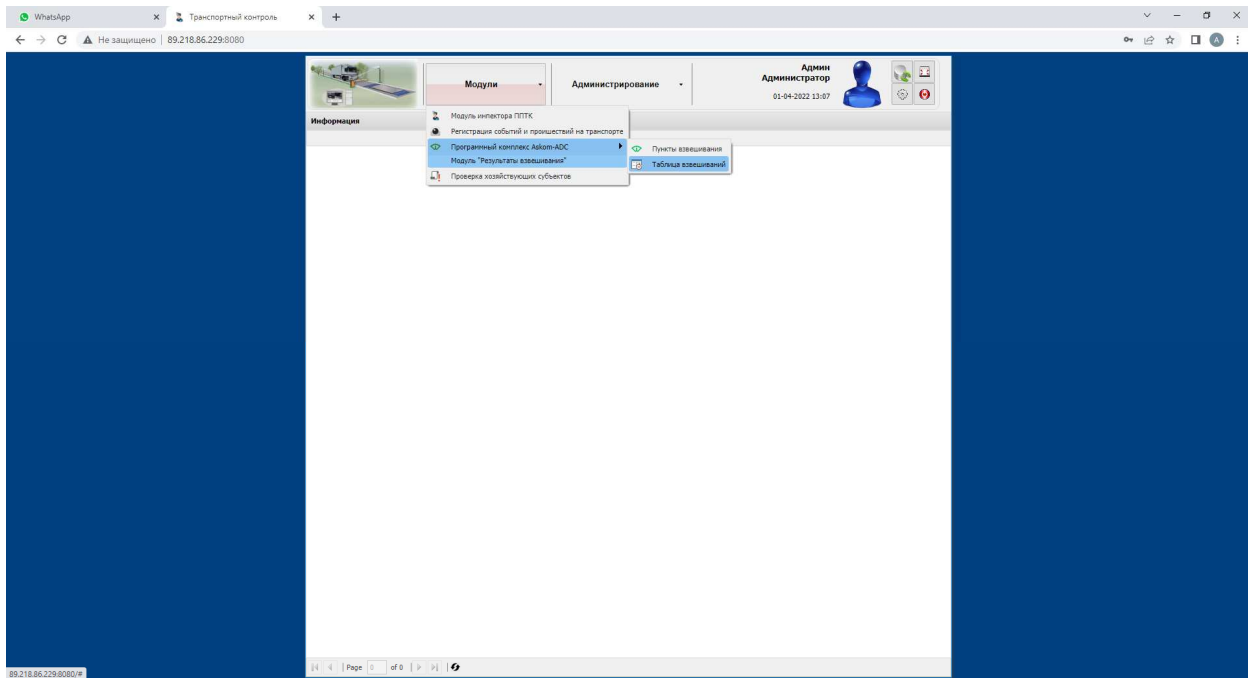 WhatsApp
Транспортный контроль
Не защищено | 89.218.86.229:8080
Модули
Администрирование
Админ
Администратор
01-04-2022 13:07
Информация
Модуль инпектора ППТК
Регистрация событий и проишествий на транспорте
Программный комплекс Askom-ADC
Модуль "Результаты взвешивания"
Проверка хозяйствующих субъектов
Пункты взвешивания
Таблица взвешиваний
Page 0 of 0
89.218.86.229:8080/#
A